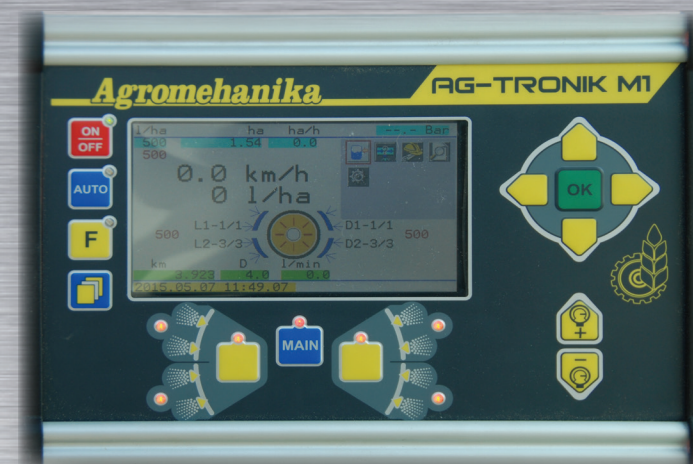 Agromehanika
AG-TRONIK M1
ON
OFF
AUTO
F
l/ha ha ha/h --.- Bar
500 1.54 0.0
500
0.0 km/h
0 l/ha
L1-1/1 D1-1/1
500 500
L2-3/3 D2-3/3
km D l/min
3.923 4.0 0.0
2015.05.07 11:49.07
OK
MAIN
+
−